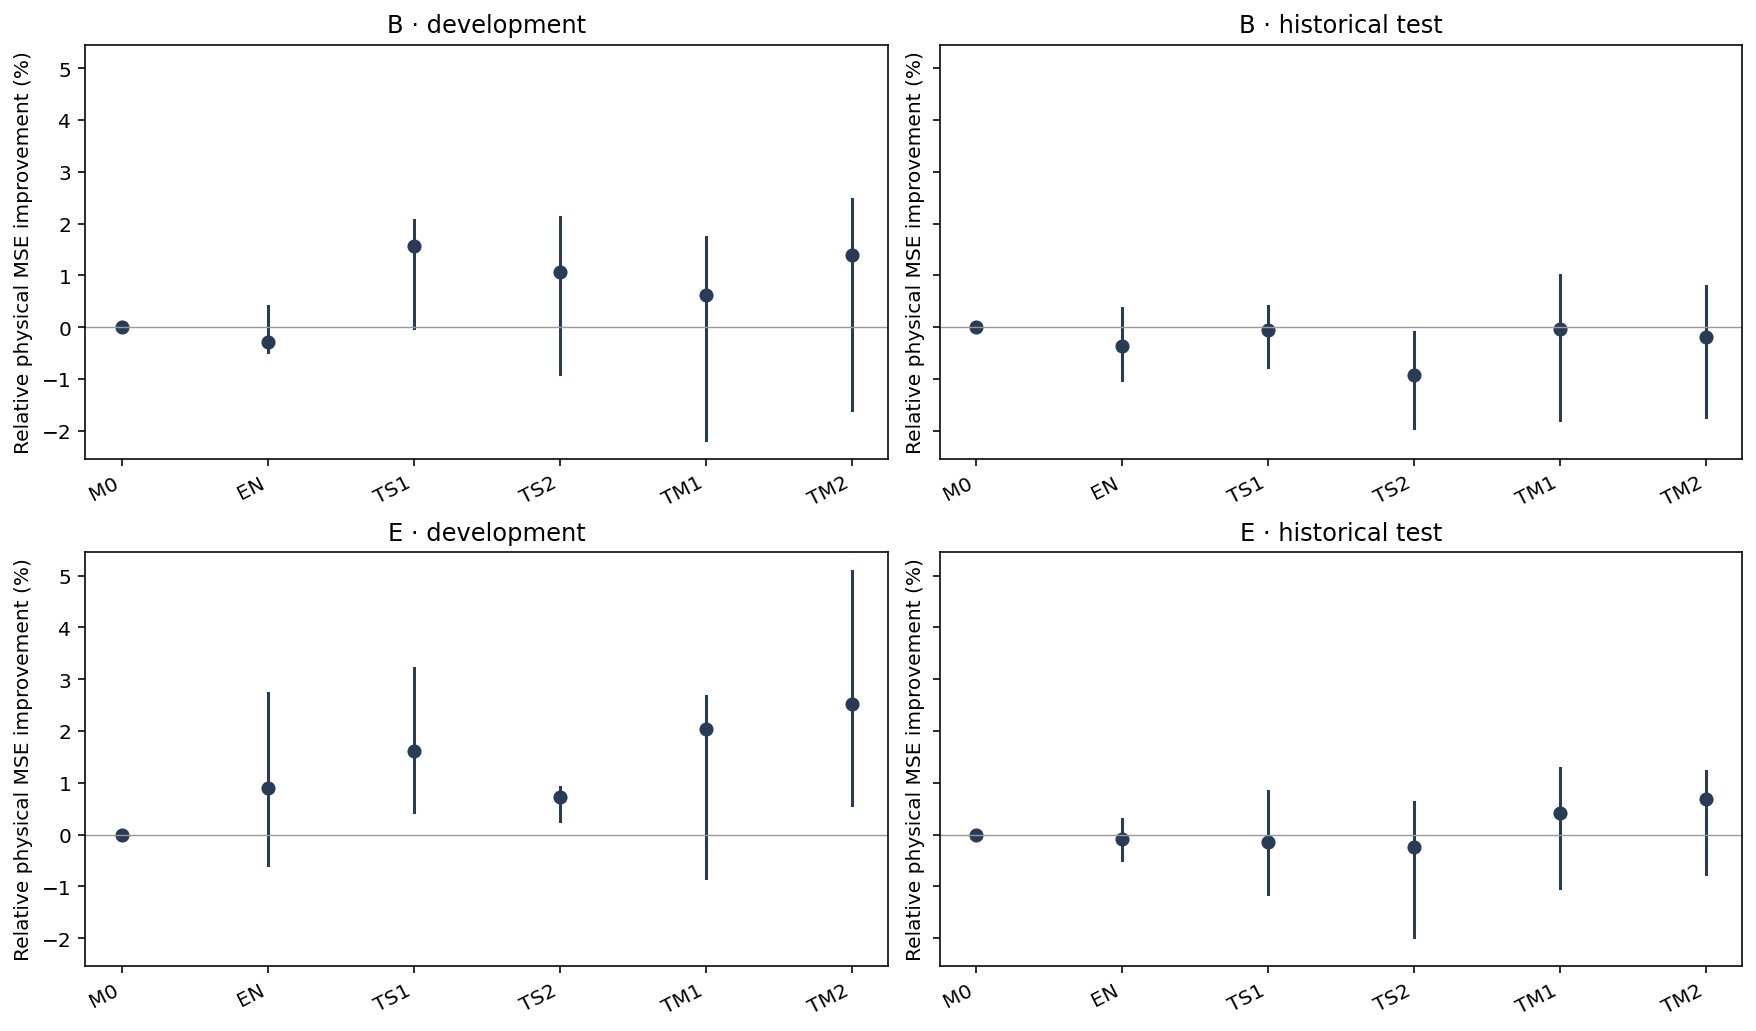 B · development
Relative physical MSE improvement (%)
5
4
3
2
1
0
−1
−2
M0 EN TS1 TS2 TM1 TM2
B · historical test
Relative physical MSE improvement (%)
M0 EN TS1 TS2 TM1 TM2
E · development
Relative physical MSE improvement (%)
5
4
3
2
1
0
−1
−2
M0 EN TS1 TS2 TM1 TM2
E · historical test
Relative physical MSE improvement (%)
M0 EN TS1 TS2 TM1 TM2